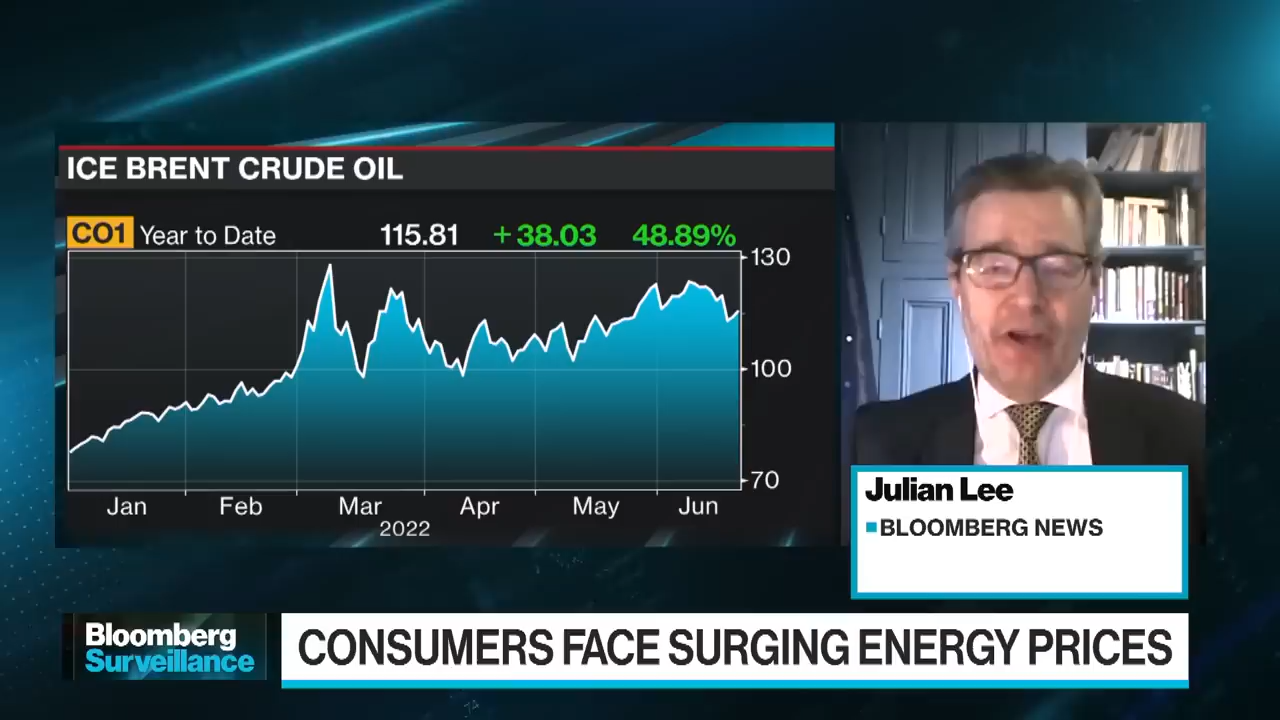 ICE BRENT CRUDE OIL
CO1 Year to Date 115.81 +38.03 48.89%
130
100
70
Jan Feb Mar Apr May Jun
2022
Julian Lee
BLOOMBERG NEWS
Bloomberg
Surveillance
CONSUMERS FACE SURGING ENERGY PRICES